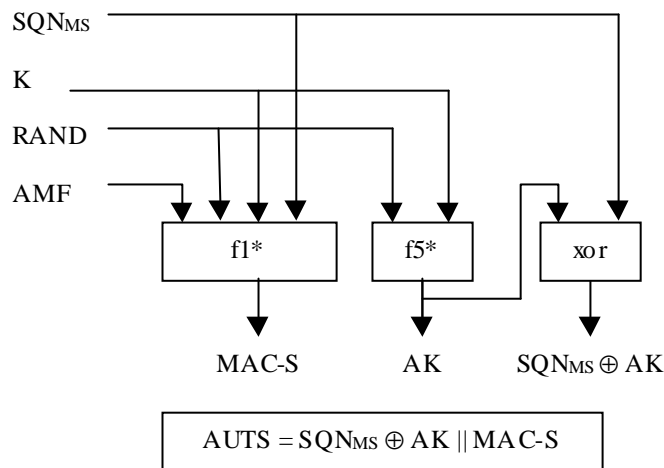 SQNMS
K
RAND
AMF
f1*
f5*
xor
MAC-S
AK
SQNMS ⊕ AK
AUTS = SQNMS ⊕ AK || MAC-S